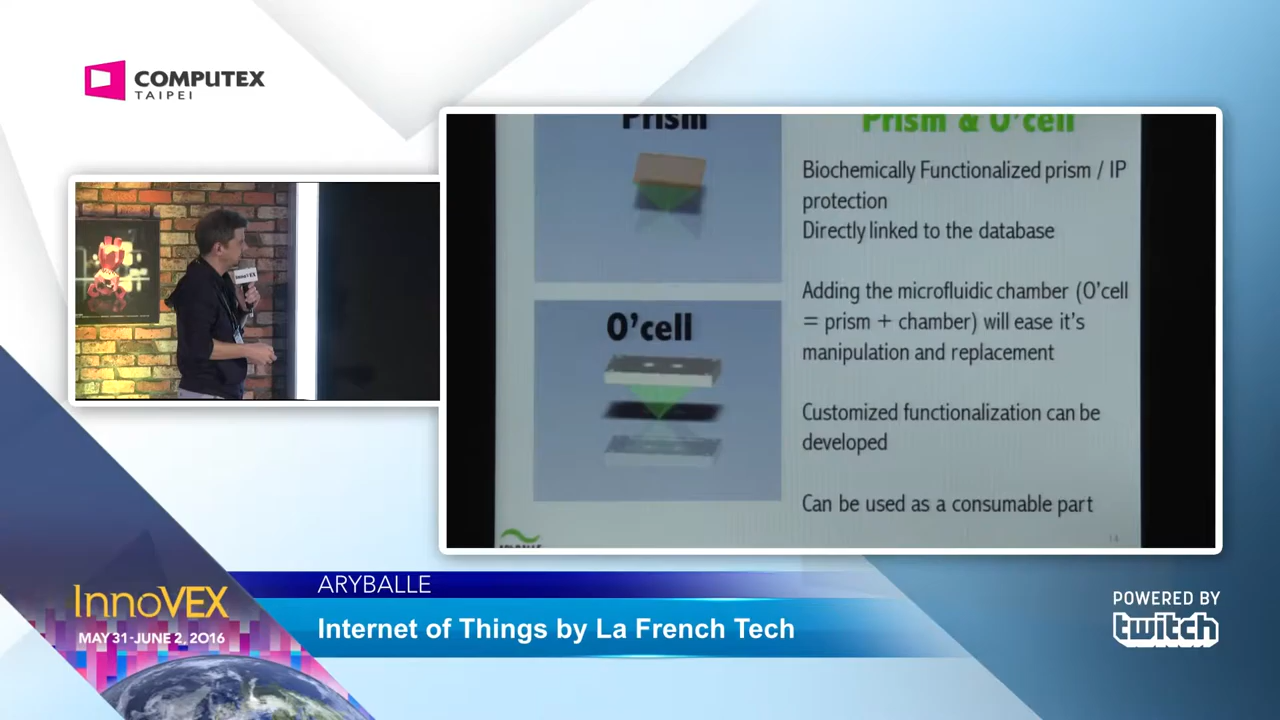 COMPUTEX
TAIPEI
InnoVEX
Prism
Prism & O'cell
Biochemically Functionalized prism / IP
protection
Directly linked to the database
Adding the microfluidic chamber (O'cell
= prism + chamber) will ease it's
manipulation and replacement
Customized functionalization can be
developed
Can be used as a consumable part
O'cell
14
ARYBALLE
Internet of Things by La French Tech
InnoVEX
MAY 31-JUNE 2, 2016
POWERED BY
twitch